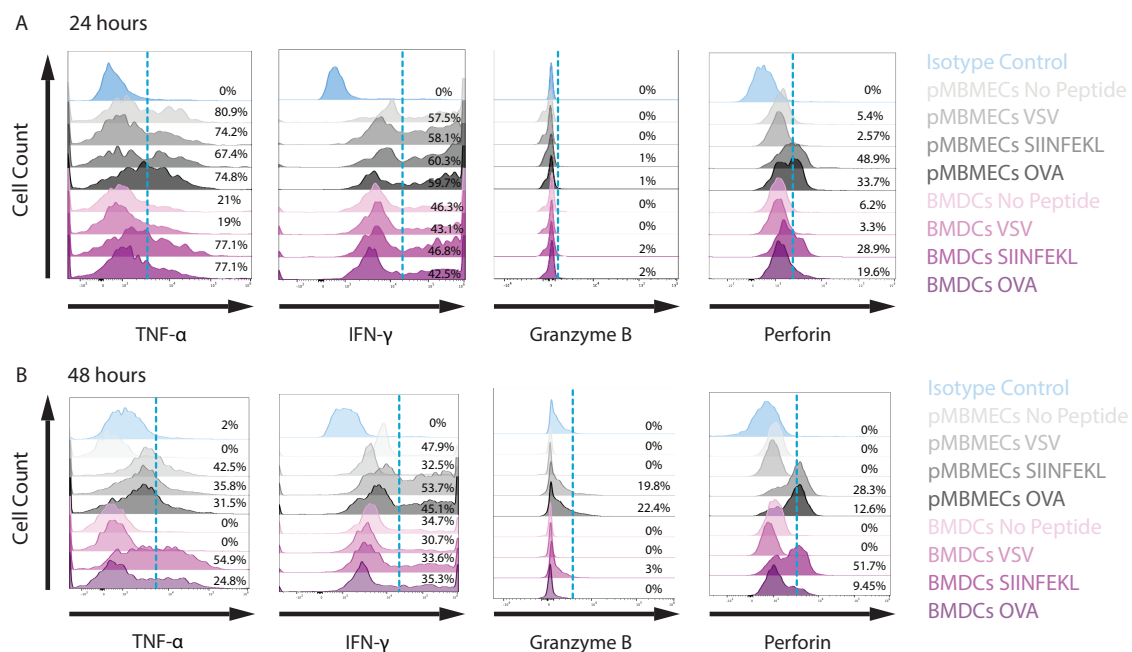 A 24 hours
Cell Count
0%
80.9%
74.2%
67.4%
74.8%
21%
19%
77.1%
77.1%
TNF-α
0%
57.5%
58.1%
60.3%
59.7%
46.3%
43.1%
46.8%
42.5%
IFN-γ
0%
0%
0%
1%
1%
0%
0%
2%
2%
Granzyme B
0%
5.4%
2.57%
48.9%
33.7%
6.2%
3.3%
28.9%
19.6%
Perforin
Isotype Control
pMBMECs No Peptide
pMBMECs VSV
pMBMECs SIINFEKL
pMBMECs OVA
BMDCs No Peptide
BMDCs VSV
BMDCs SIINFEKL
BMDCs OVA
B 48 hours
Cell Count
2%
0%
42.5%
35.8%
31.5%
0%
0%
54.9%
24.8%
TNF-α
0%
47.9%
32.5%
53.7%
45.1%
34.7%
30.7%
33.6%
35.3%
IFN-γ
0%
0%
0%
19.8%
22.4%
0%
0%
3%
0%
Granzyme B
0%
0%
0%
28.3%
12.6%
0%
0%
51.7%
9.45%
Perforin
Isotype Control
pMBMECs No Peptide
pMBMECs VSV
pMBMECs SIINFEKL
pMBMECs OVA
BMDCs No Peptide
BMDCs VSV
BMDCs SIINFEKL
BMDCs OVA